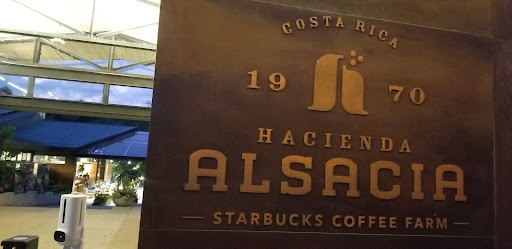 COSTA RICA
19 70
HACIENDA
ALSACIA
— STARBUCKS COFFEE FARM —